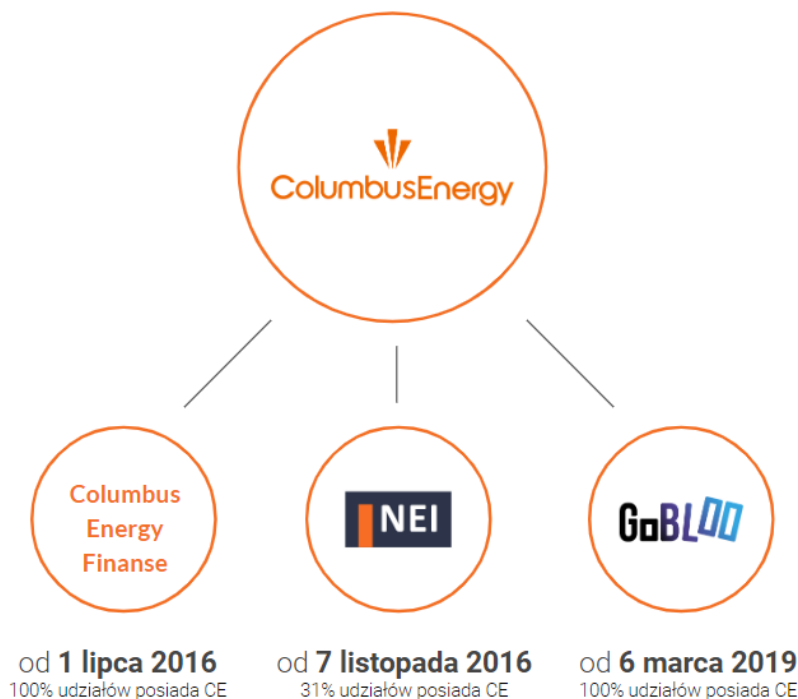 ColumbusEnergy
Columbus
Energy
Finanse
NEI
GoBLOO
od 1 lipca 2016
100% udziałów posiada CE
od 7 listopada 2016
31% udziałów posiada CE
od 6 marca 2019
100% udziałów posiada CE